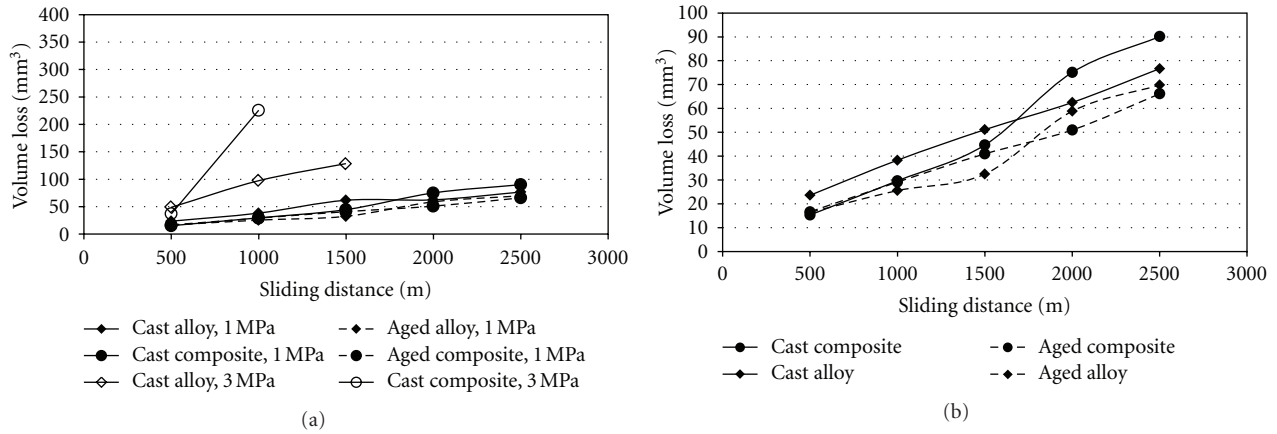 400
350
300
250
200
150
100
50
0
Volume loss (mm³)
0 500 1000 1500 2000 2500 3000
Sliding distance (m)
Cast alloy, 1 MPa
Cast composite, 1 MPa
Cast alloy, 3 MPa
Aged alloy, 1 MPa
Aged composite, 1 MPa
Cast composite, 3 MPa
(a)
100
90
80
70
60
50
40
30
20
10
0
Volume loss (mm³)
0 500 1000 1500 2000 2500 3000
Sliding distance (m)
Cast composite
Cast alloy
Aged composite
Aged alloy
(b)